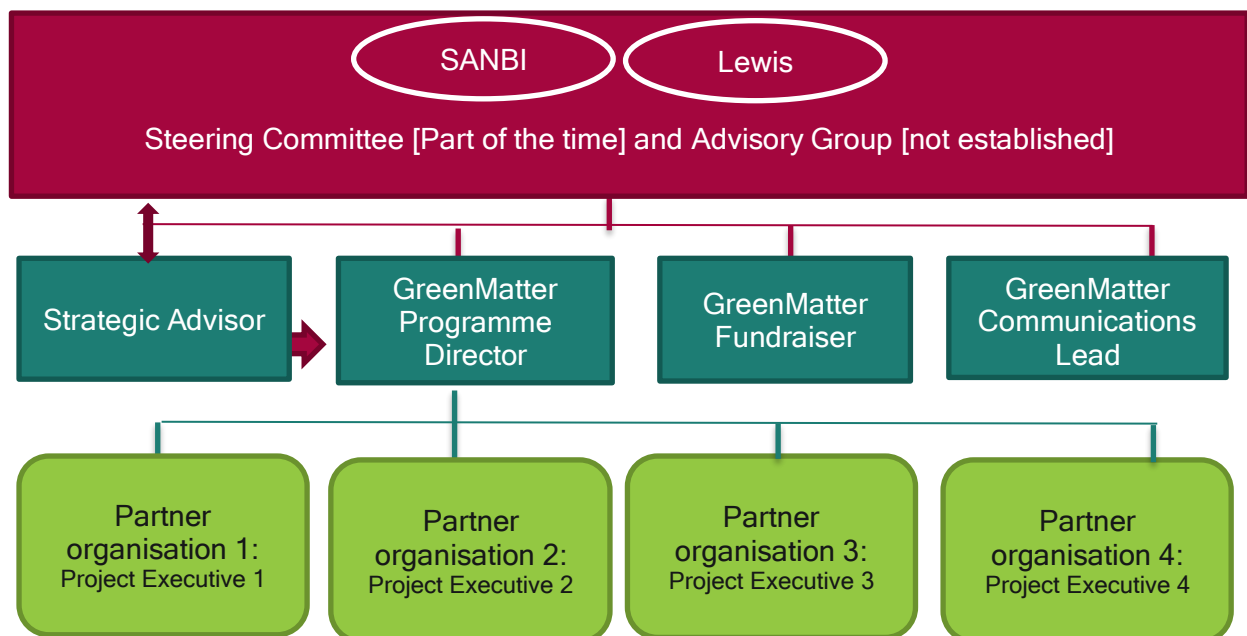 SANBI
Lewis
Steering Committee [Part of the time] and Advisory Group [not established]
Strategic Advisor
GreenMatter
Programme
Director
GreenMatter
Fundraiser
GreenMatter
Communications
Lead
Partner
organisation 1:
Project Executive 1
Partner
organisation 2:
Project Executive 2
Partner
organisation 3:
Project Executive 3
Partner
organisation 4:
Project Executive 4